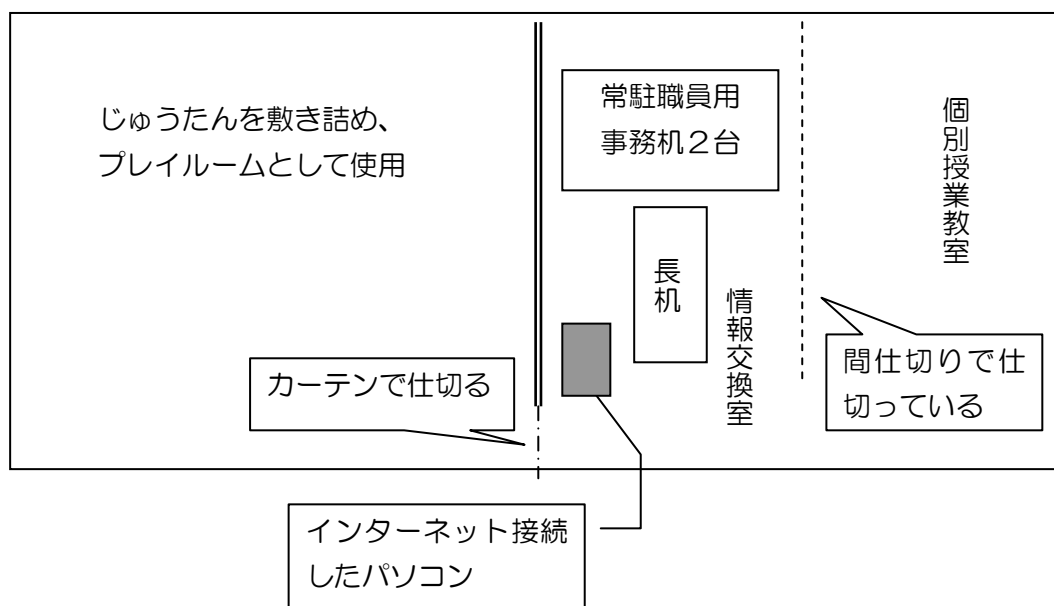 じゅうたんを敷き詰め、
プレイルームとして使用
常駐職員用
事務机２台
個別授業教室
長机
情報交換室
カーテンで仕切る
間仕切りで仕
切っている
インターネット接続
したパソコン